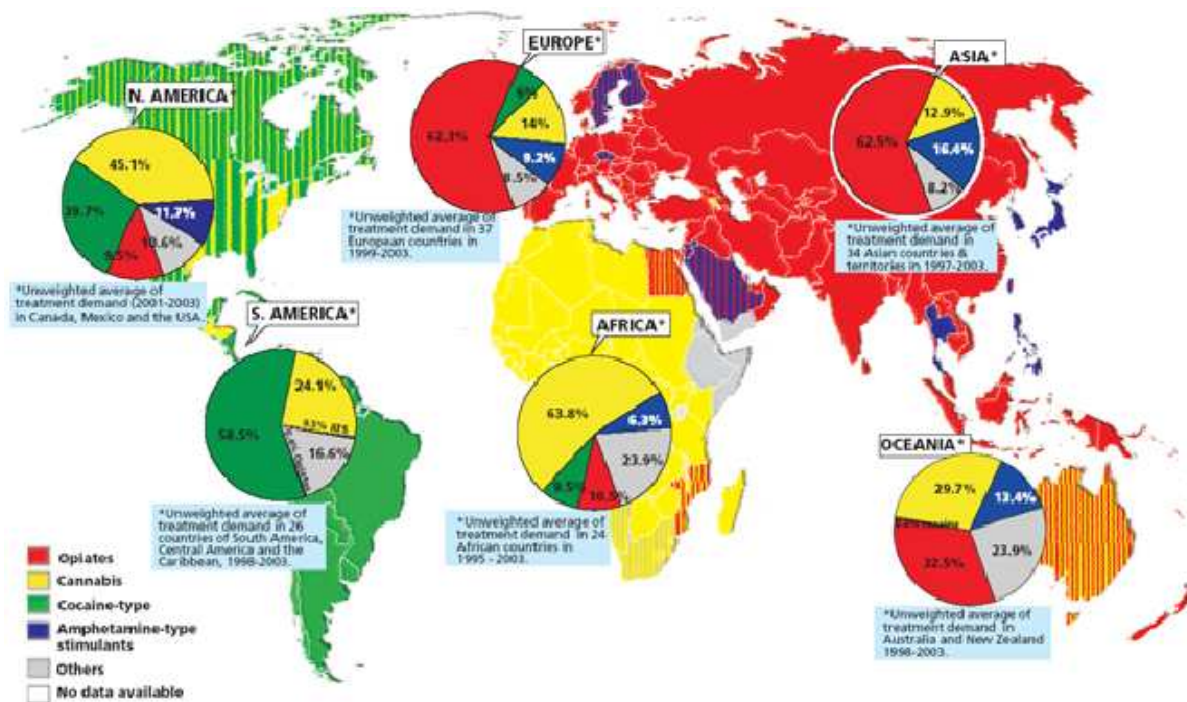 N. AMERICA*
45.1%
11.2%
10.6%
9.5%
39.7%
*Unweighted average of
treatment demand (2001-2003)
in Canada, Mexico and the USA.
EUROPE*
14%
9.2%
8.5%
*Unweighted average of
treatment demand in 37
European countries in
1999-2003.
ASIA*
62.5%
12.9%
16.4%
8.2%
*Unweighted average of
treatment demand in
34 Asian countries &
territories in 1997-2003.
S. AMERICA*
58.5%
24.1%
16.6%
*Unweighted average of
treatment demand in 26
countries of South America,
Central America and the
Caribbean, 1998-2003.
AFRICA*
63.8%
6.3%
23.9%
10.5%
9.5%
*Unweighted average of
treatment demand in 24
African countries in
1995 - 2003.
OCEANIA*
29.7%
13.4%
23.9%
32.5%
*Unweighted average of
treatment demand in
Australia and New Zealand
1998-2003.
Opiates
Cannabis
Cocaine-type
Amphetamine-type
stimulants
Others
No data available